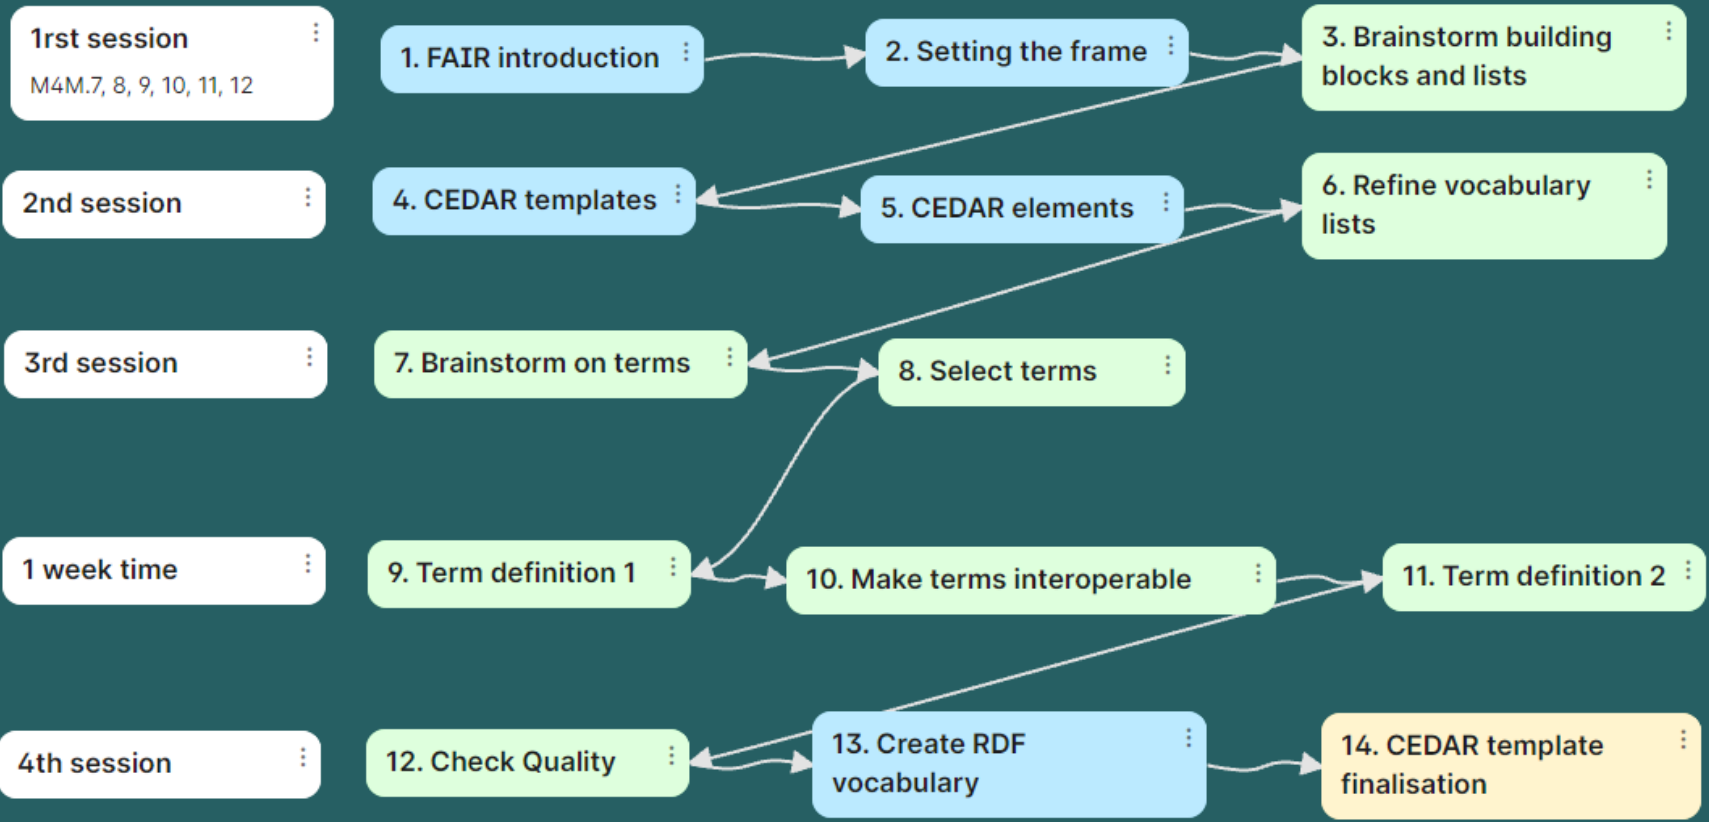 1rst session
M4M.7, 8, 9, 10, 11, 12
1. FAIR introduction
2. Setting the frame
3. Brainstorm building
blocks and lists
2nd session
4. CEDAR templates
5. CEDAR elements
6. Refine vocabulary
lists
3rd session
7. Brainstorm on terms
8. Select terms
1 week time
9. Term definition 1
10. Make terms interoperable
11. Term definition 2
4th session
12. Check Quality
13. Create RDF
vocabulary
14. CEDAR template
finalisation